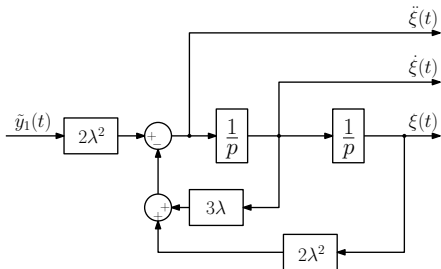 ξ̈(t)
ξ̇(t)
ỹ₁(t)
2λ²
+
−
1/p
1/p
ξ(t)
+
+
3λ
2λ²